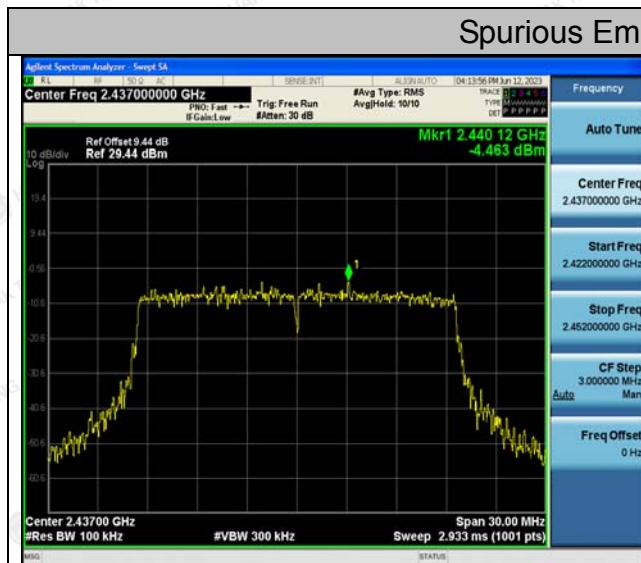 Spurious Em
Agilent Spectrum Analyzer - Swept SA
RL RF 50 Ω AC SENSE:INT ALIGN AUTO 04:13:56 PM Jun 12, 2023
Center Freq 2.437000000 GHz
PNO: Fast
IFGain:Low
Trig: Free Run
#Atten: 30 dB
#Avg Type: RMS
Avg|Hold: 10/10
TRACE 1 2 3 4 5 6
TYPE
DET P P P P P P
Frequency
Mkr1 2.440 12 GHz
-4.463 dBm
Ref Offset 9.44 dB
Ref 29.44 dBm
10 dB/div
Log
19.4
9.44
-0.56
-10.6
-20.6
-30.6
-40.6
-50.6
-60.6
1
Auto Tune
Center Freq
2.437000000 GHz
Start Freq
2.422000000 GHz
Stop Freq
2.452000000 GHz
CF Step
3.000000 MHz
Auto Man
Freq Offset
0 Hz
Center 2.43700 GHz
Span 30.00 MHz
#Res BW 100 kHz
#VBW 300 kHz
Sweep 2.933 ms (1001 pts)
MSG
STATUS